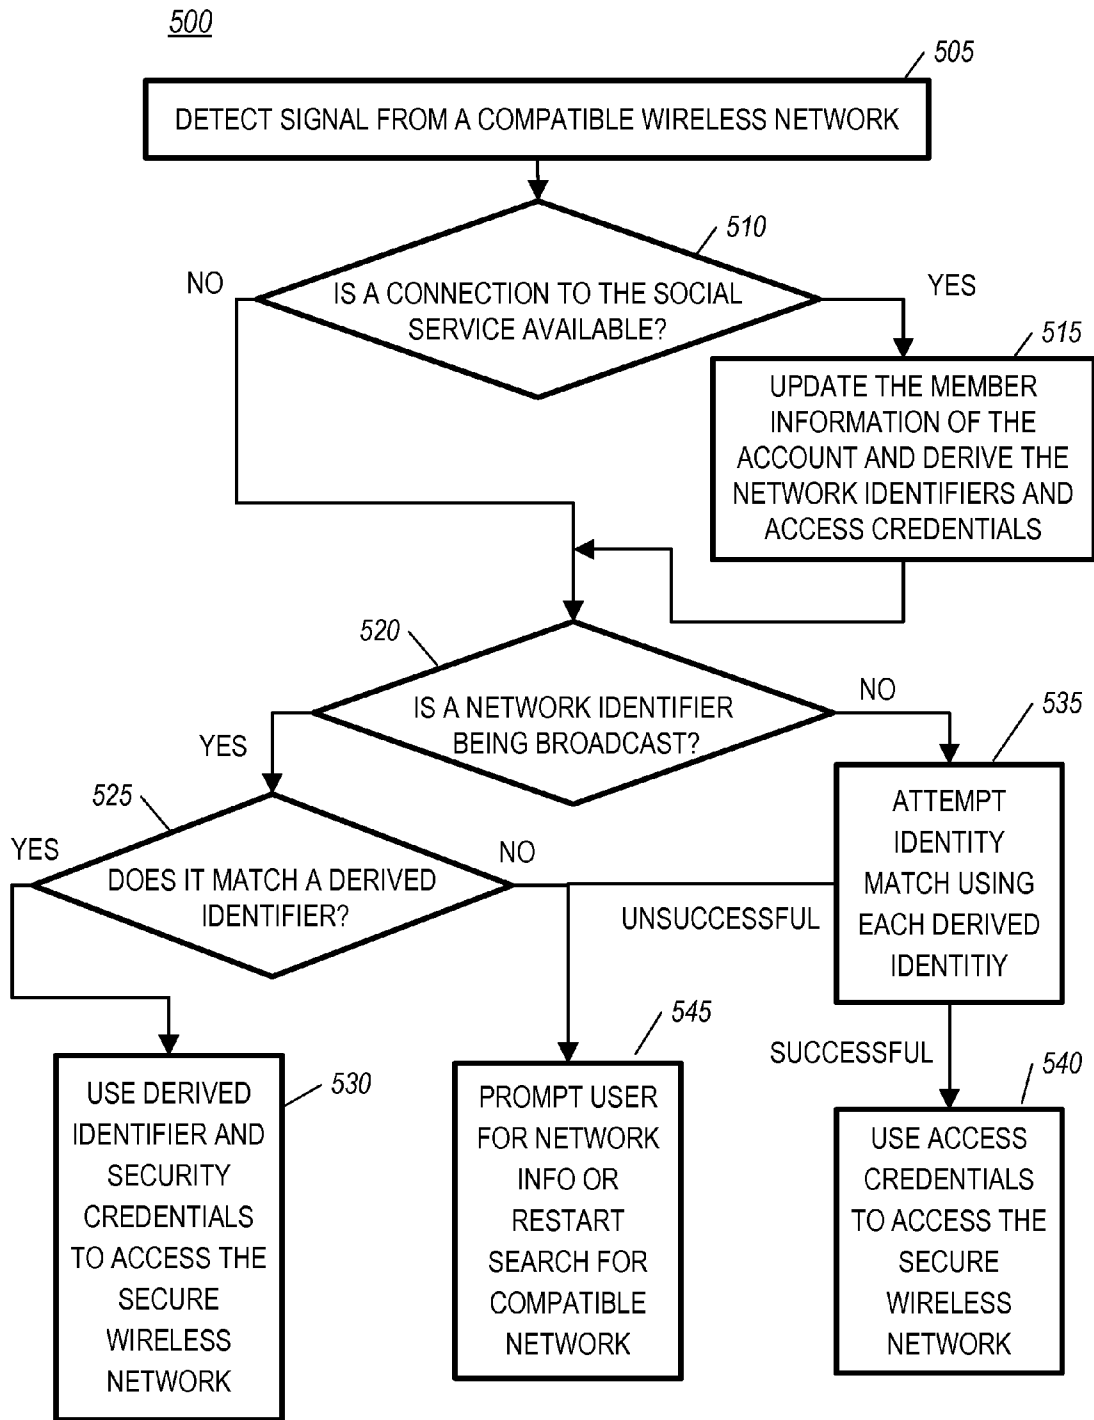 500
505
DETECT SIGNAL FROM A COMPATIBLE WIRELESS NETWORK
510
NO
YES
IS A CONNECTION TO THE SOCIAL
SERVICE AVAILABLE?
515
UPDATE THE MEMBER
INFORMATION OF THE
ACCOUNT AND DERIVE THE
NETWORK IDENTIFIERS AND
ACCESS CREDENTIALS
520
NO
IS A NETWORK IDENTIFIER
BEING BROADCAST?
YES
535
525
ATTEMPT
IDENTITY
MATCH USING
EACH DERIVED
IDENTITIY
YES
NO
DOES IT MATCH A DERIVED
IDENTIFIER?
UNSUCCESSFUL
545
SUCCESSFUL
530
540
USE DERIVED
IDENTIFIER AND
SECURITY
CREDENTIALS
TO ACCESS THE
SECURE
WIRELESS
NETWORK
PROMPT USER
FOR NETWORK
INFO OR
RESTART
SEARCH FOR
COMPATIBLE
NETWORK
USE ACCESS
CREDENTIALS
TO ACCESS THE
SECURE
WIRELESS
NETWORK